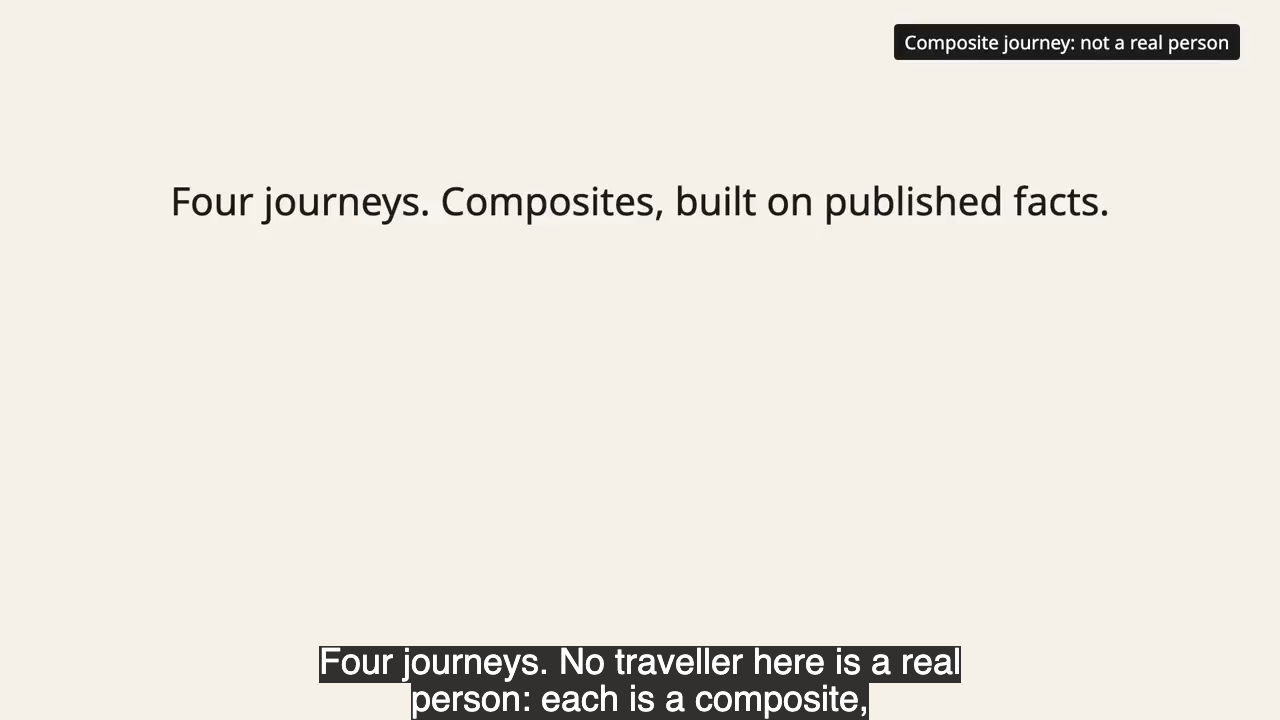 Composite journey: not a real person
Four journeys. Composites, built on published facts.
Four journeys. No traveller here is a real
person: each is a composite,